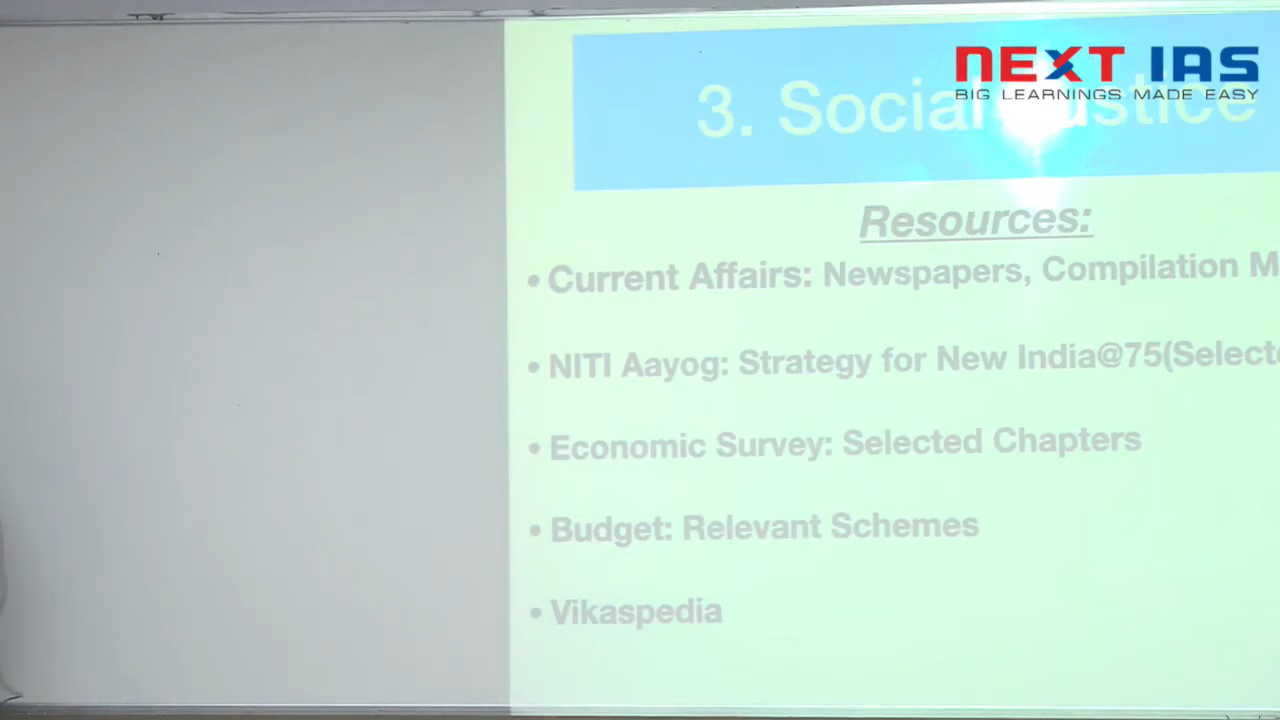 NEXT IAS
BIG LEARNINGS MADE EASY
3. Social Justice
Resources:
• Current Affairs: Newspapers, Compilation
• NITI Aayog: Strategy for New India@75
• Economic Survey: Selected Chapters
• Budget: Relevant Schemes
• Vikaspedia